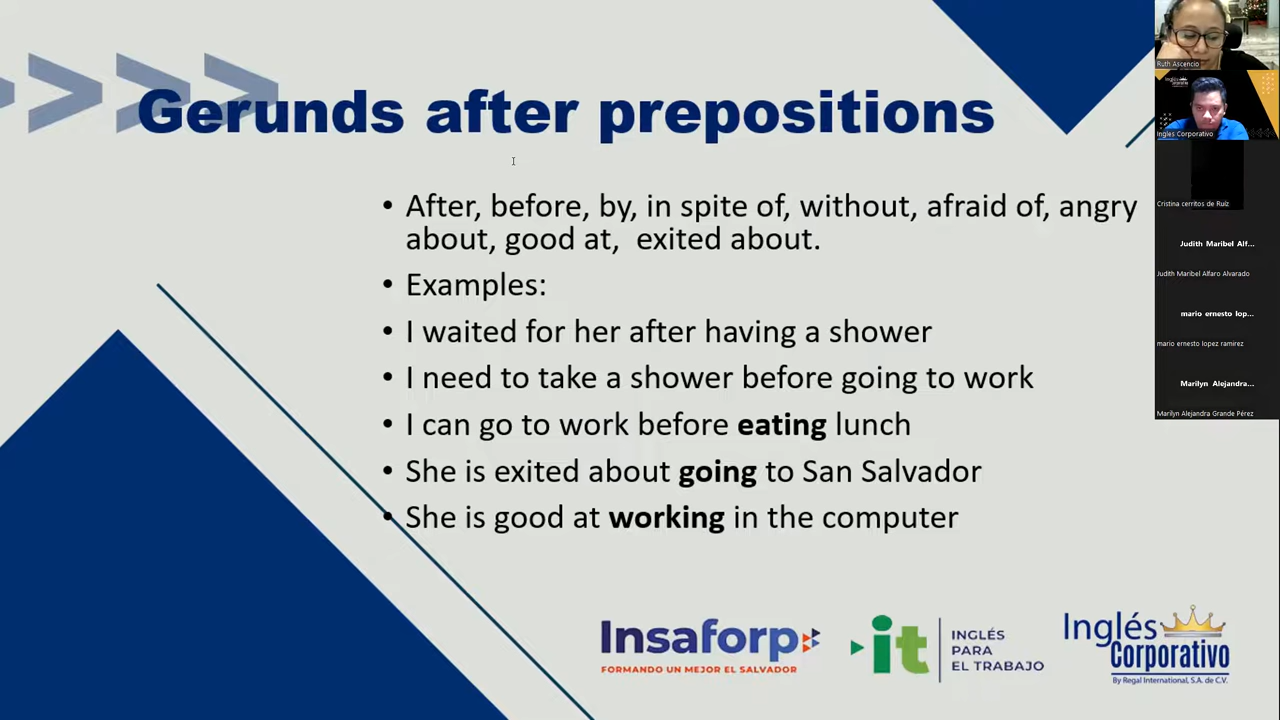 >>>>
Gerunds after prepositions
• After, before, by, in spite of, without, afraid of, angry
about, good at, exited about.
• Examples:
• I waited for her after having a shower
• I need to take a shower before going to work
• I can go to work before eating lunch
• She is exited about going to San Salvador
• She is good at working in the computer
Insaforp
FORMANDO UN MEJOR EL SALVADOR
it
INGLÉS
PARA
EL TRABAJO
Inglés
Corporativo
By Regal International, S.A. de C.V.
Ruth Ascencio
Inglés Corporativo
Cristina cerritos de Ruíz
Judith Maribel Alf...
Judith Maribel Alfaro Alvarado
mario ernesto lop...
mario ernesto lopez ramirez
Marilyn Alejandra...
Marilyn Alejandra Grande Pérez